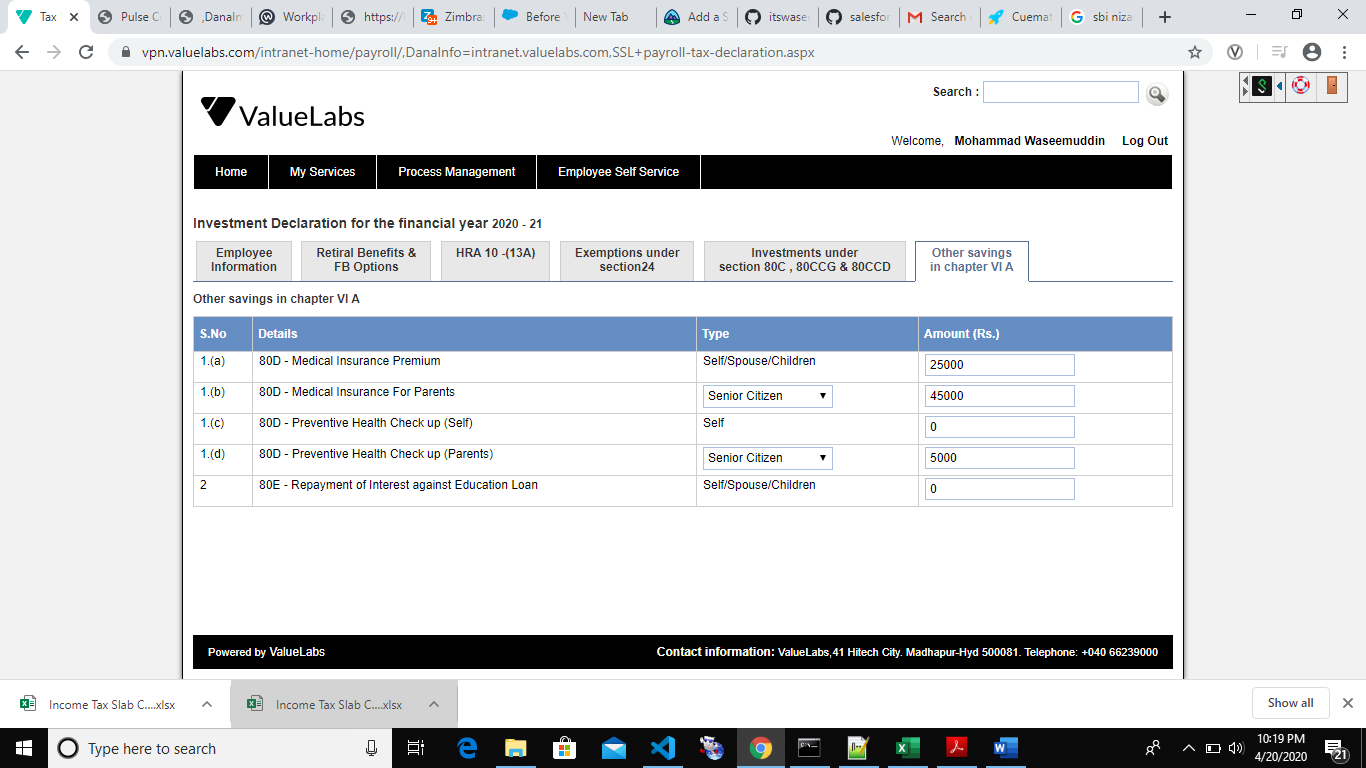 Tax
Pulse Co
,DanaIn
Workpla
https://i
Zimbra:
Before
New Tab
Add a S
itswasee
salesfor
Search
Cuemat
sbi niza
vpn.valuelabs.com/intranet-home/payroll/,DanaInfo=intranet.valuelabs.com,SSL+payroll-tax-declaration.aspx
Search :
ValueLabs
Welcome, Mohammad Waseemuddin Log Out
Home My Services Process Management Employee Self Service
Investment Declaration for the financial year 2020 - 21
Employee Information
Retiral Benefits & FB Options
HRA 10 -(13A)
Exemptions under section24
Investments under section 80C , 80CCG & 80CCD
Other savings in chapter VI A
Other savings in chapter VI A
S.No Details Type Amount (Rs.)
1.(a) 80D - Medical Insurance Premium Self/Spouse/Children 25000
1.(b) 80D - Medical Insurance For Parents Senior Citizen 45000
1.(c) 80D - Preventive Health Check up (Self) Self 0
1.(d) 80D - Preventive Health Check up (Parents) Senior Citizen 5000
2 80E - Repayment of Interest against Education Loan Self/Spouse/Children 0
Powered by ValueLabs Contact information: ValueLabs,41 Hitech City. Madhapur-Hyd 500081. Telephone: +040 66239000
Income Tax Slab C....xlsx Income Tax Slab C....xlsx Show all
Type here to search
10:19 PM
4/20/2020
21